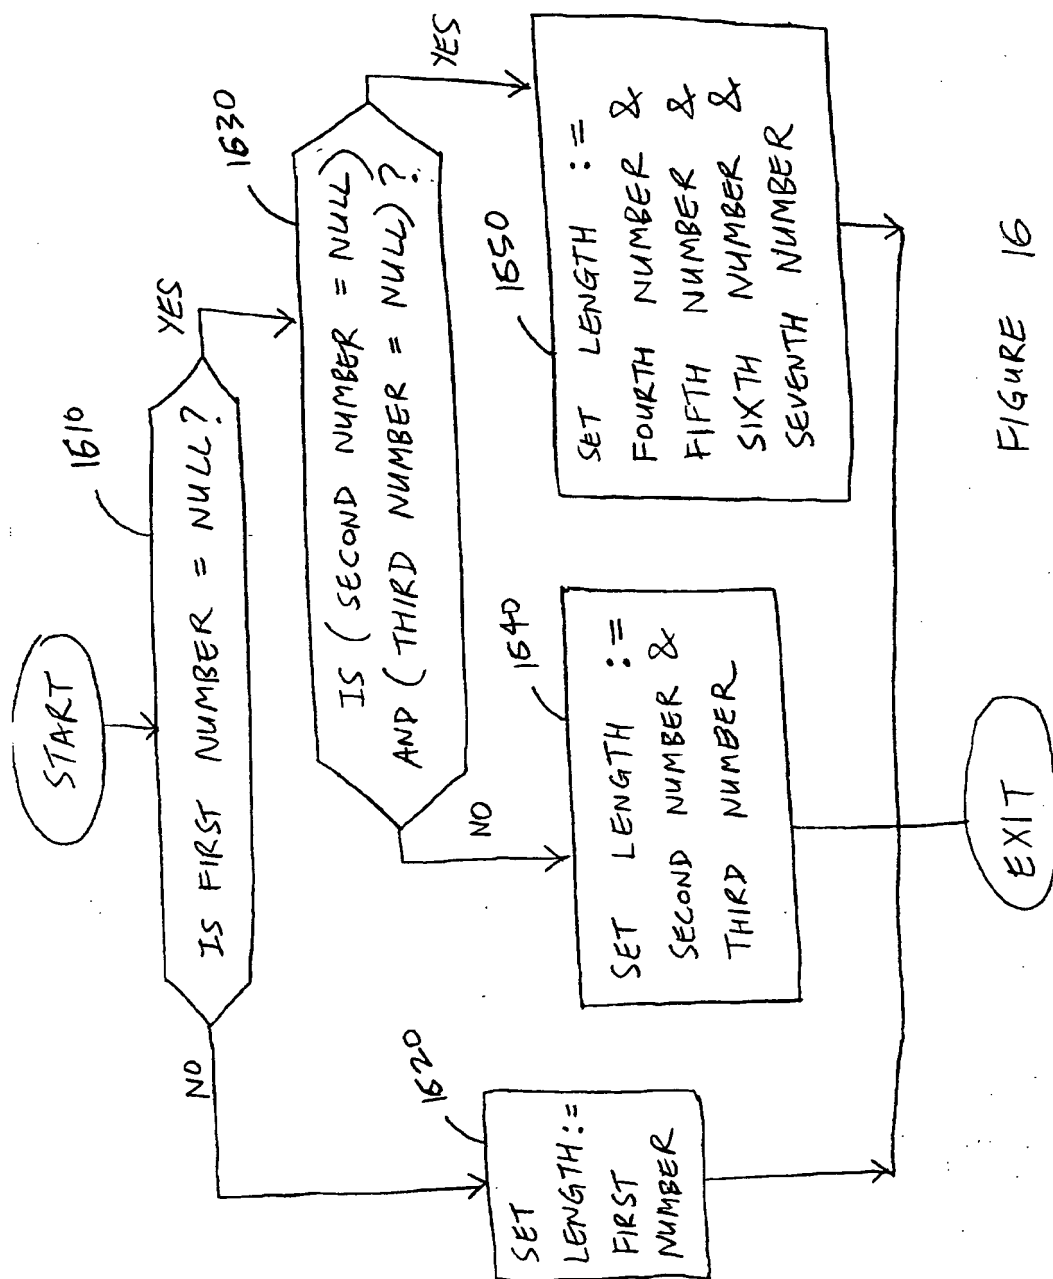 START
1610
IS FIRST NUMBER = NULL?
NO
YES
1630
IS (SECOND NUMBER = NULL)
AND (THIRD NUMBER = NULL)?
NO
YES
1620
SET
LENGTH:=
FIRST
NUMBER
1640
SET LENGTH :=
SECOND NUMBER &
THIRD NUMBER
1650
SET LENGTH :=
FOURTH NUMBER &
FIFTH NUMBER &
SIXTH NUMBER &
SEVENTH NUMBER
EXIT
FIGURE 16